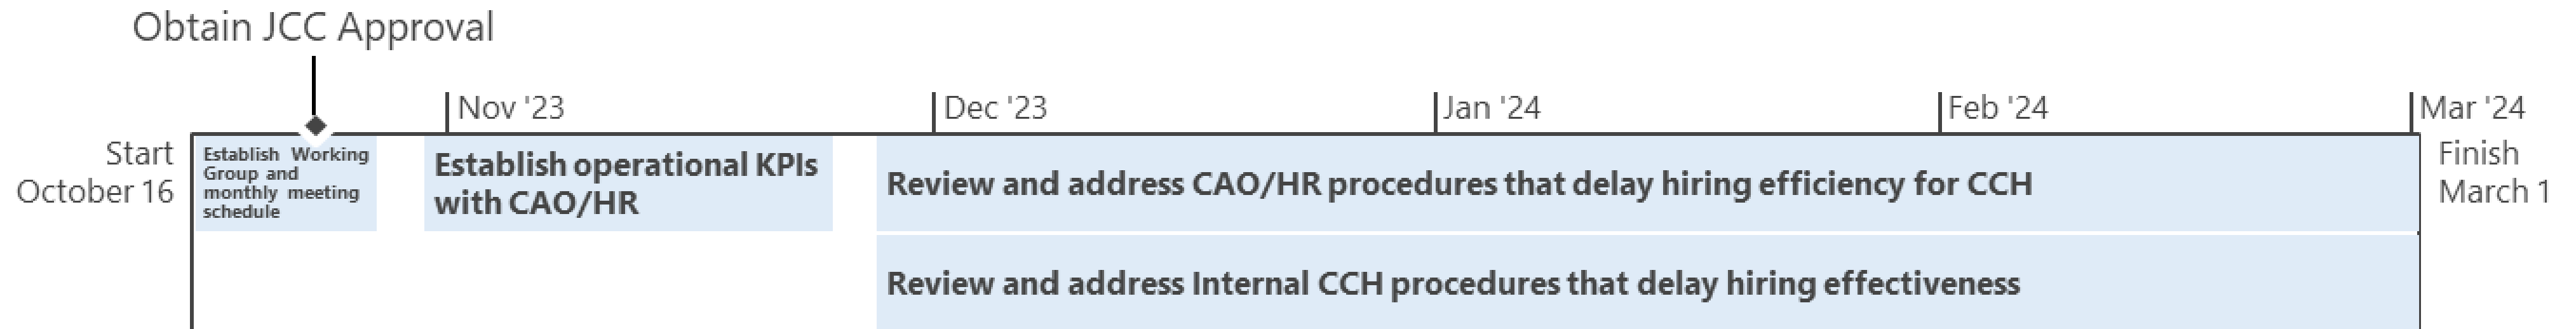 Obtain JCC Approval
Nov '23
Dec '23
Jan '24
Feb '24
Mar '24
Start
October 16
Establish Working
Group and
monthly meeting
schedule
Establish operational KPIs
with CAO/HR
Review and address CAO/HR procedures that delay hiring efficiency for CCH
Finish
March 1
Review and address Internal CCH procedures that delay hiring effectiveness